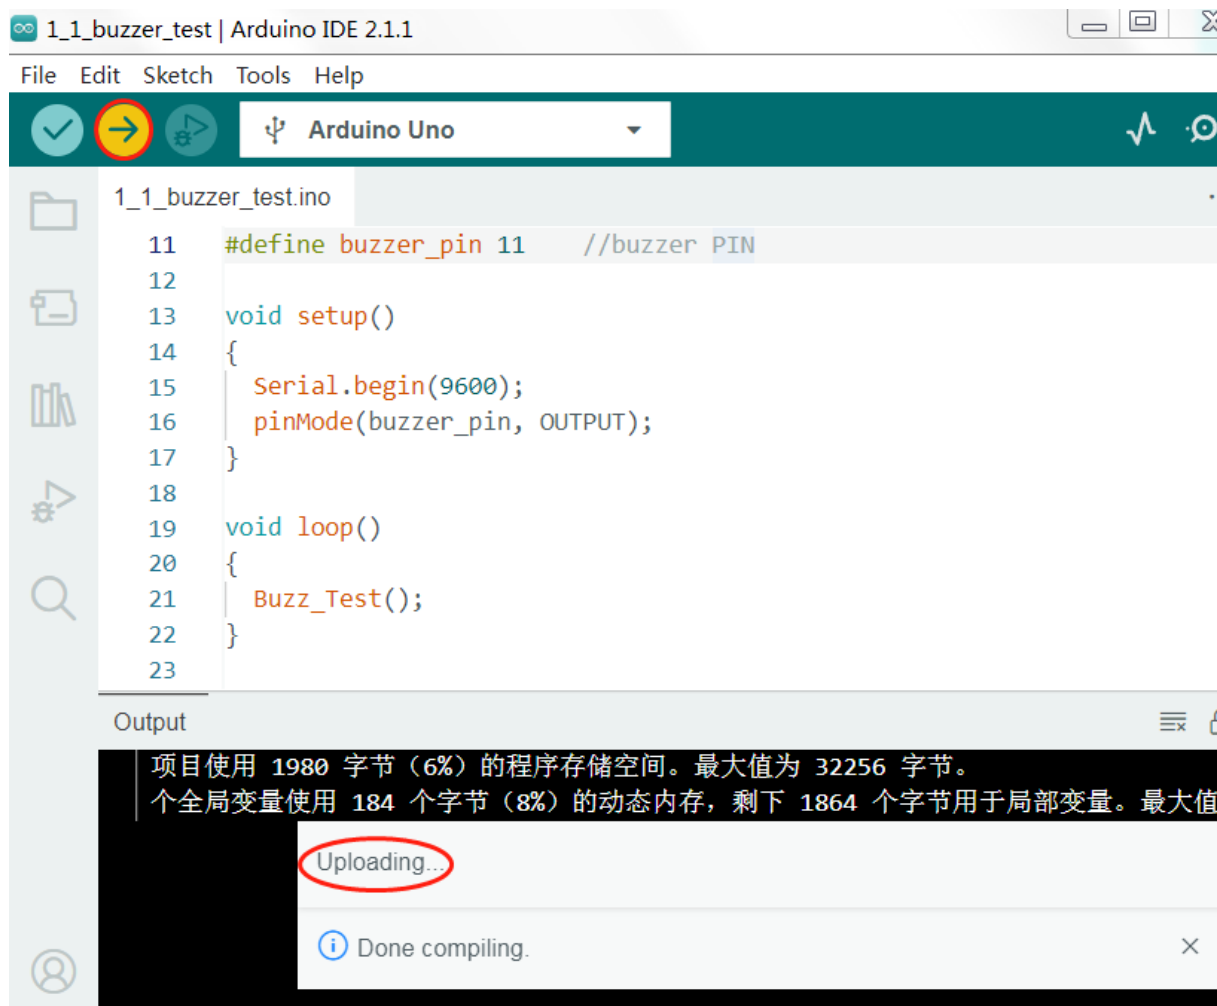 1_1_buzzer_test | Arduino IDE 2.1.1
File Edit Sketch Tools Help
Arduino Uno
1_1_buzzer_test.ino
11 #define buzzer_pin 11 //buzzer PIN
12
13 void setup()
14 {
15 Serial.begin(9600);
16 pinMode(buzzer_pin, OUTPUT);
17 }
18
19 void loop()
20 {
21 Buzz_Test();
22 }
23
Output
项目使用 1980 字节（6%）的程序存储空间。最大值为 32256 字节。
个全局变量使用 184 个字节（8%）的动态内存，剩下 1864 个字节用于局部变量。最大值
Uploading...
Done compiling.